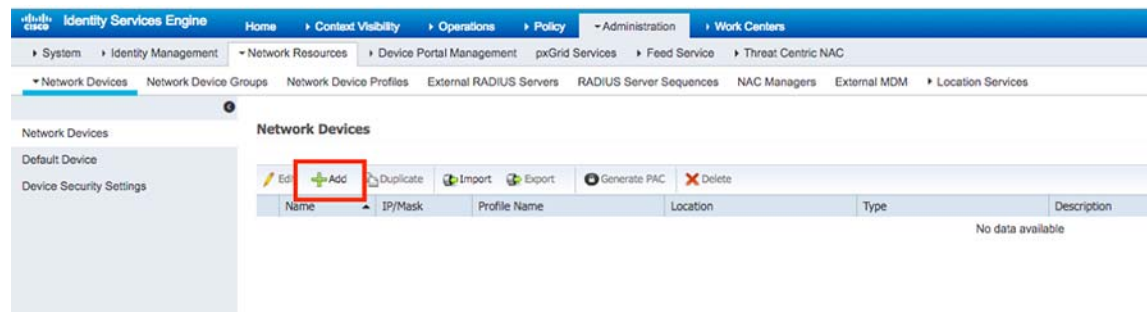 cisco Identity Services Engine Home Context Visibility Operations Policy Administration Work Centers
System Identity Management Network Resources Device Portal Management pxGrid Services Feed Service Threat Centric NAC
Network Devices Network Device Groups Network Device Profiles External RADIUS Servers RADIUS Server Sequences NAC Managers External MDM Location Services
Network Devices
Default Device
Device Security Settings
Network Devices
Edit Add Duplicate Import Export Generate PAC Delete
Name IP/Mask Profile Name Location Type Description
No data available